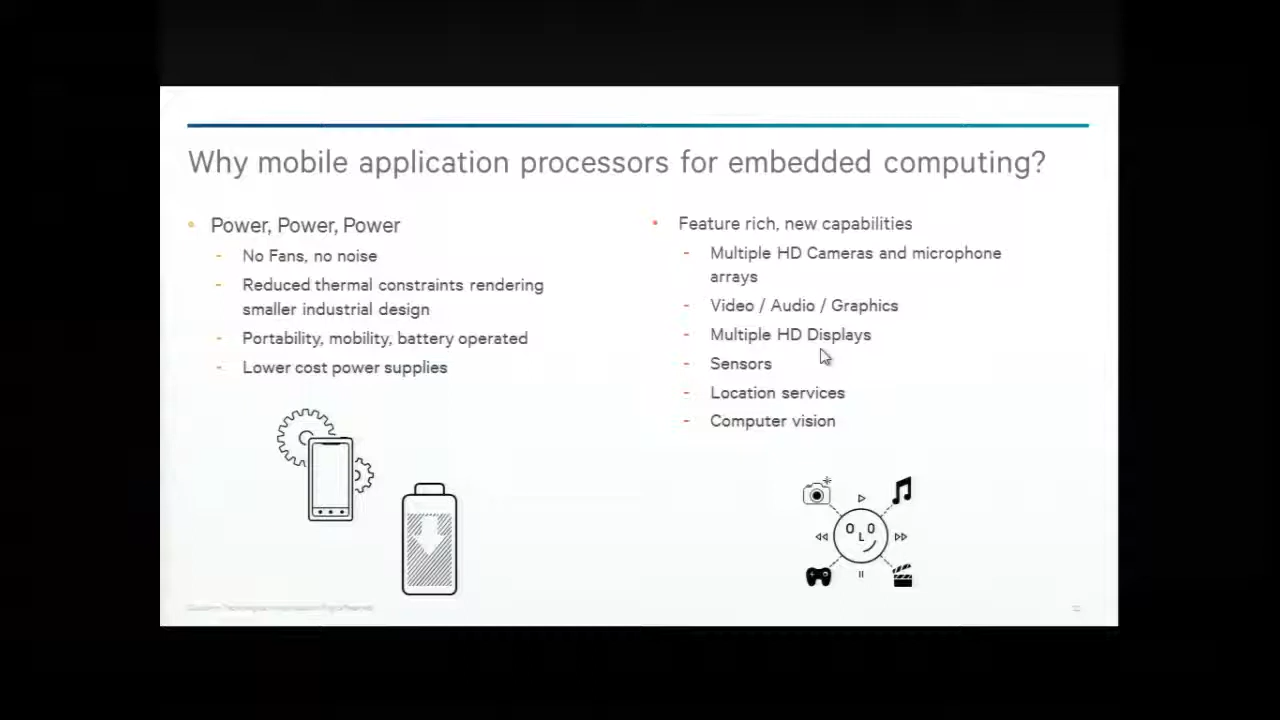 Why mobile application processors for embedded computing?
• Power, Power, Power
- No Fans, no noise
- Reduced thermal constraints rendering
smaller industrial design
- Portability, mobility, battery operated
- Lower cost power supplies
• Feature rich, new capabilities
- Multiple HD Cameras and microphone
arrays
- Video / Audio / Graphics
- Multiple HD Displays
- Sensors
- Location services
- Computer vision